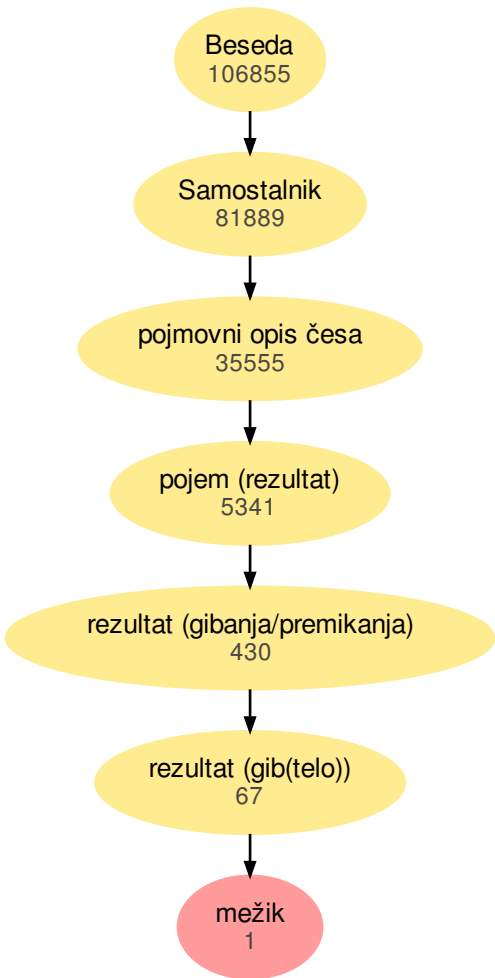 Beseda
106855
Samostalnik
81889
pojmovni opis česa
35555
pojem (rezultat)
5341
rezultat (gibanja/premikanja)
430
rezultat (gib(telo))
67
mežik
1